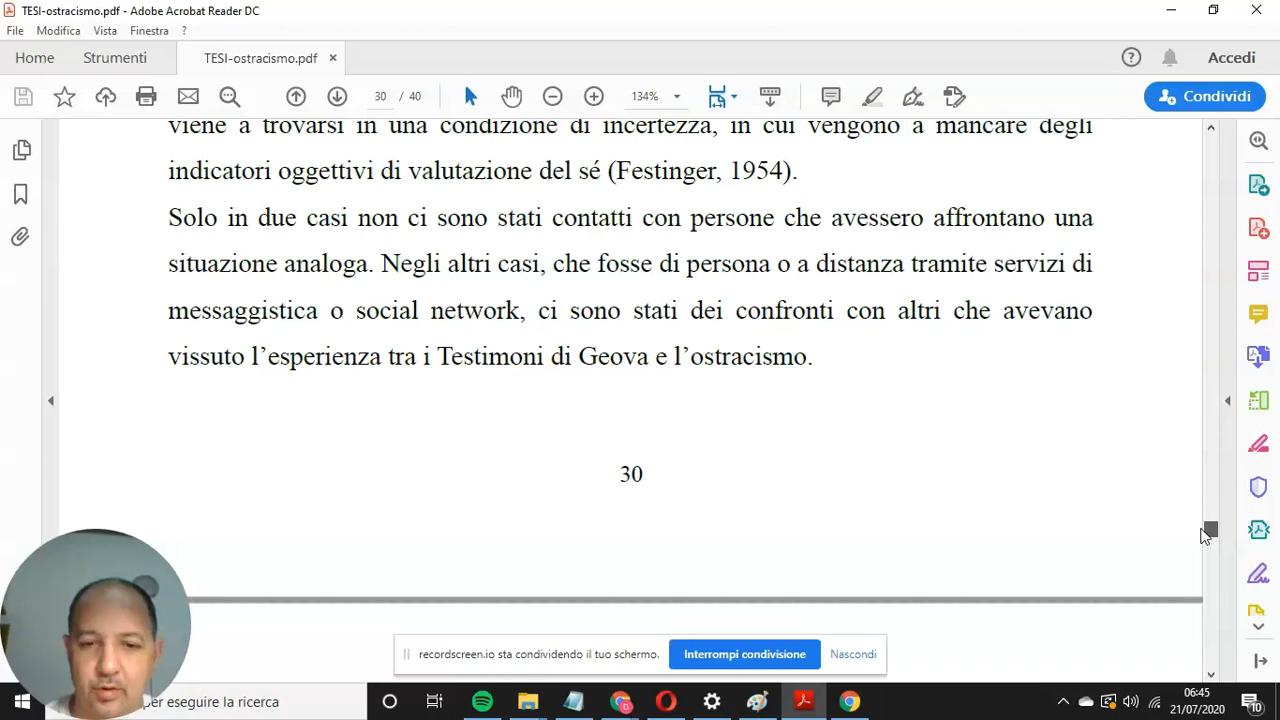 TESI-ostracismo.pdf - Adobe Acrobat Reader DC
File Modifica Vista Finestra ?
Home Strumenti TESI-ostracismo.pdf × Accedi
30 / 40 134% Condividi
viene a trovarsi in una condizione di incertezza, in cui vengono a mancare degli
indicatori oggettivi di valutazione del sé (Festinger, 1954).
Solo in due casi non ci sono stati contatti con persone che avessero affrontano una
situazione analoga. Negli altri casi, che fosse di persona o a distanza tramite servizi di
messaggistica o social network, ci sono stati dei confronti con altri che avevano
vissuto l’esperienza tra i Testimoni di Geova e l’ostracismo.
30
recordscreen.io sta condividendo il tuo schermo. Interrompi condivisione Nascondi
per eseguire la ricerca
06:45
21/07/2020
10